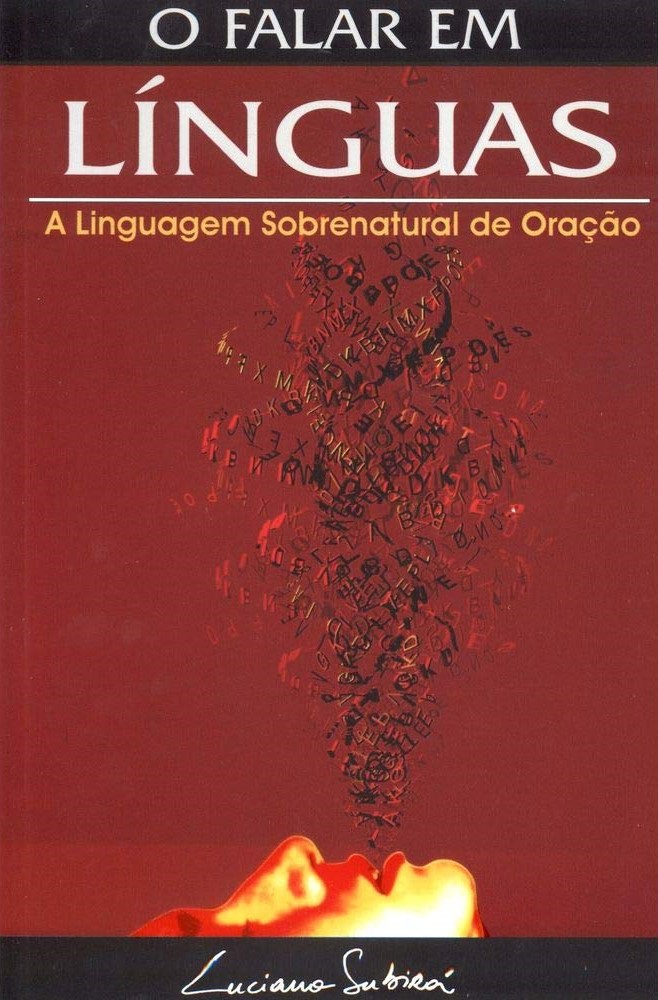 O FALAR EM
LÍNGUAS
A Linguagem Sobrenatural de Oração
Luciano Subirá